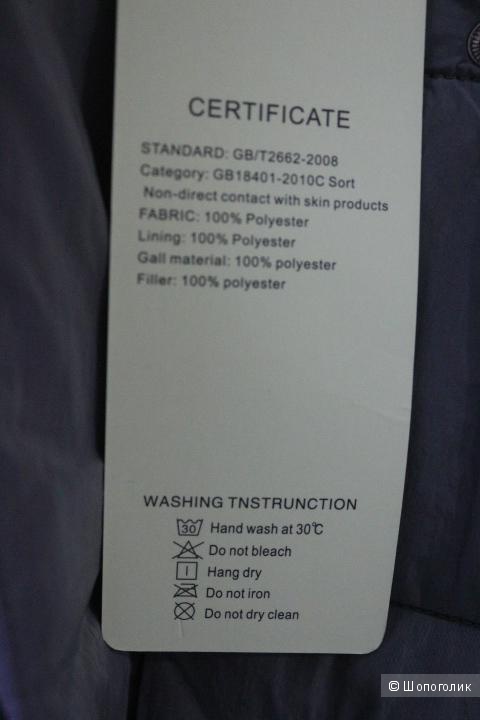 CERTIFICATE
STANDARD: GB/T2662-2008
Category: GB18401-2010C Sort
Non-direct contact with skin products
FABRIC: 100% Polyester
Lining: 100% Polyester
Gall material: 100% polyester
Filler: 100% polyester
WASHING TNSTRUNCTION
30 Hand wash at 30℃
Do not bleach
Hang dry
Do not iron
Do not dry clean
© Шопоголик